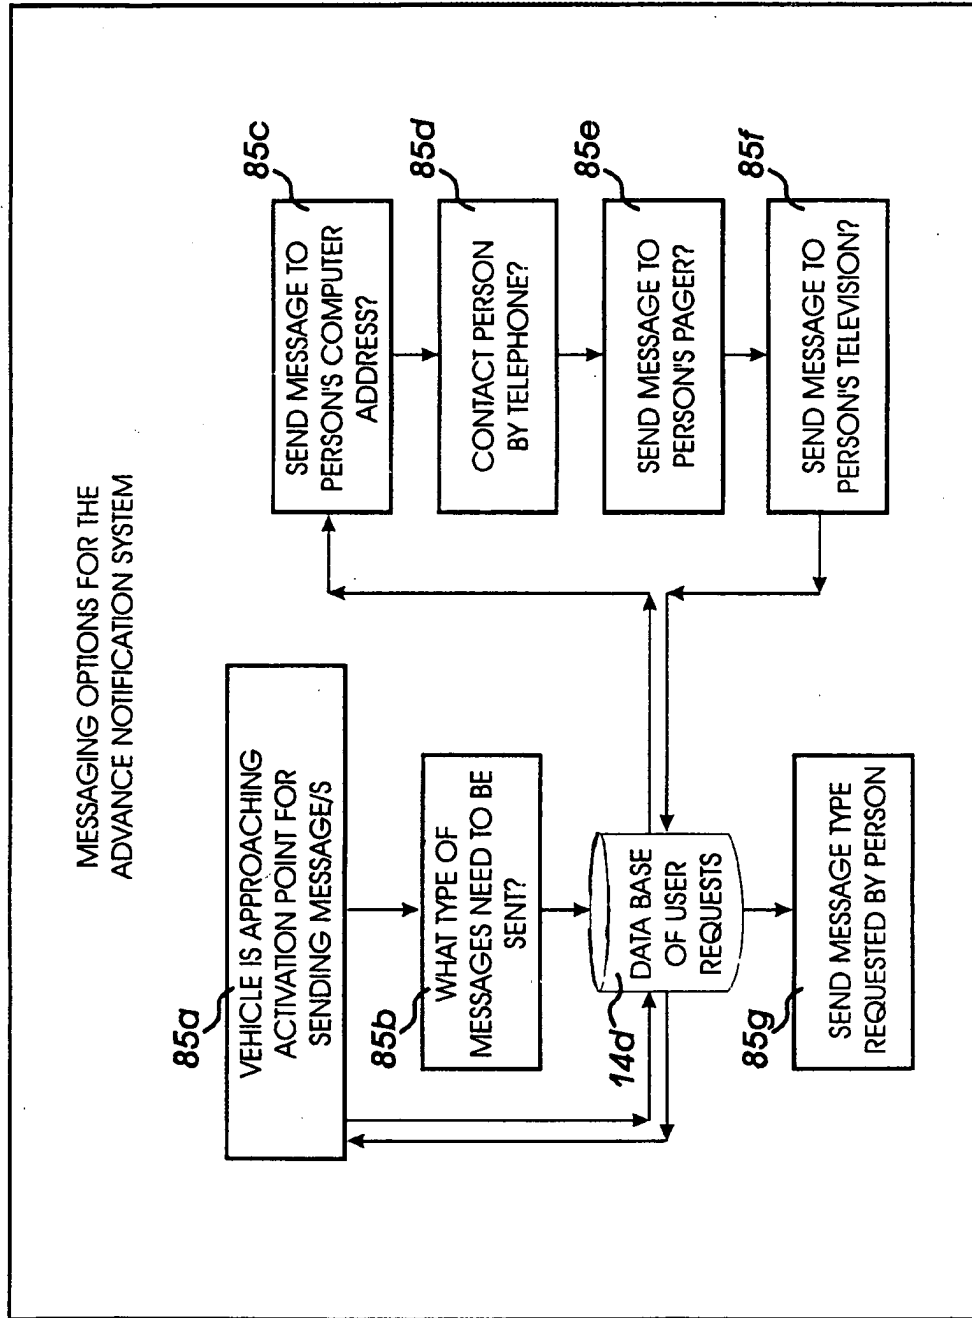 MESSAGING OPTIONS FOR THE
ADVANCE NOTIFICATION SYSTEM
85a
VEHICLE IS APPROACHING
ACTIVATION POINT FOR
SENDING MESSAGE/S
85b
WHAT TYPE OF
MESSAGES NEED TO BE
SENT?
14d
DATA BASE
OF USER
REQUESTS
85g
SEND MESSAGE TYPE
REQUESTED BY PERSON
85c
SEND MESSAGE TO
PERSON'S COMPUTER
ADDRESS?
85d
CONTACT PERSON
BY TELEPHONE?
85e
SEND MESSAGE TO
PERSON'S PAGER?
85f
SEND MESSAGE TO
PERSON'S TELEVISION?